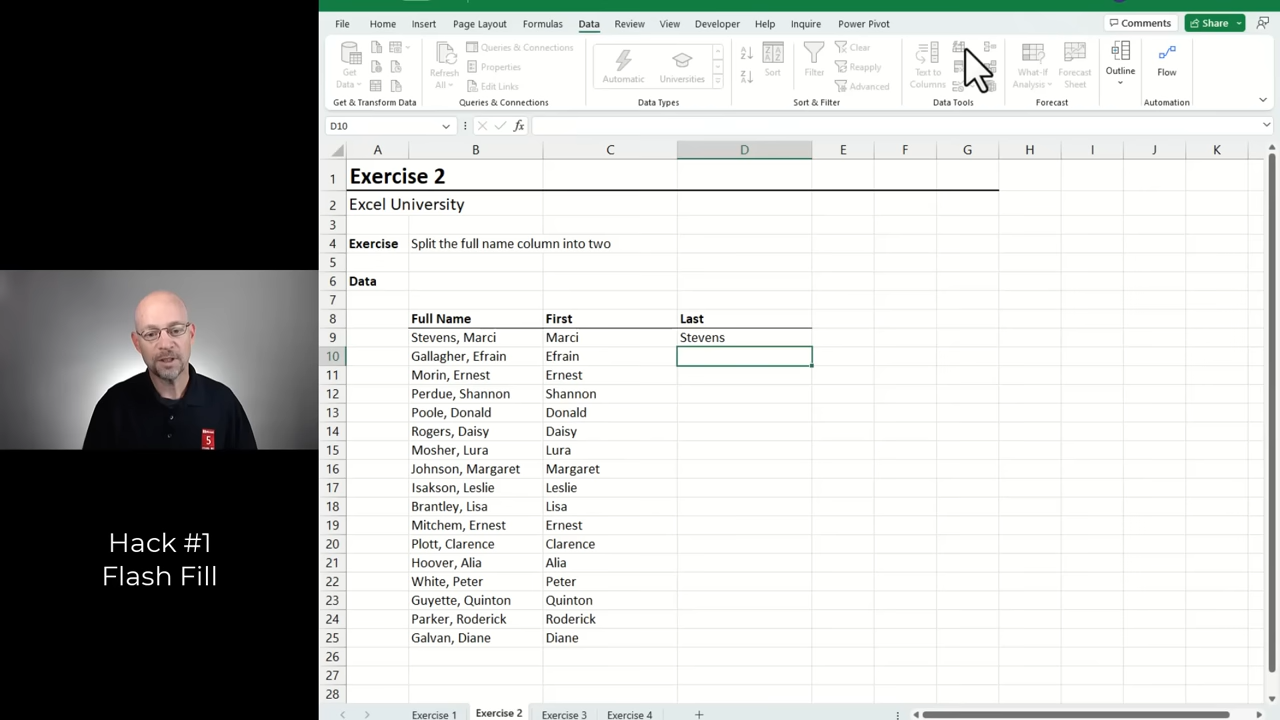 File Home Insert Page Layout Formulas Data Review View Developer Help Inquire Power Pivot Comments Share
Get Data
Refresh All
Queries & Connections
Properties
Edit Links
Automatic
Universities
Sort
Filter
Clear
Reapply
Advanced
Text to Columns
What-If Analysis
Forecast Sheet
Outline
Flow
Get & Transform Data Queries & Connections Data Types Sort & Filter Data Tools Forecast Automation
D10 fx
A B C D E F G H I J K
1 Exercise 2
2 Excel University
3
4 Exercise Split the full name column into two
5
6 Data
7
8 Full Name First Last
9 Stevens, Marci Marci Stevens
10 Gallagher, Efrain Efrain
11 Morin, Ernest Ernest
12 Perdue, Shannon Shannon
13 Poole, Donald Donald
14 Rogers, Daisy Daisy
15 Mosher, Lura Lura
16 Johnson, Margaret Margaret
17 Isakson, Leslie Leslie
18 Brantley, Lisa Lisa
19 Mitchem, Ernest Ernest
20 Plott, Clarence Clarence
21 Hoover, Alia Alia
22 White, Peter Peter
23 Guyette, Quinton Quinton
24 Parker, Roderick Roderick
25 Galvan, Diane Diane
26
27
28
Exercise 1 Exercise 2 Exercise 3 Exercise 4
Hack #1
Flash Fill